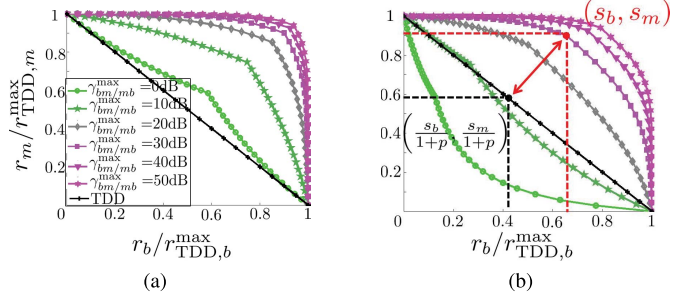 1
0.8
0.6
0.4
0.2
r_m/r^max_TDD,m
γ^max_bm/mb =0dB
γ^max_bm/mb =10dB
γ^max_bm/mb =20dB
γ^max_bm/mb =30dB
γ^max_bm/mb =40dB
γ^max_bm/mb =50dB
TDD
0 0.2 0.4 0.6 0.8 1
r_b/r^max_TDD,b
(a)
(s_b, s_m)
1
0.8
0.6
0.4
0.2
(s_b/1+p, s_m/1+p)
0 0.2 0.4 0.6 0.8 1
r_b/r^max_TDD,b
(b)